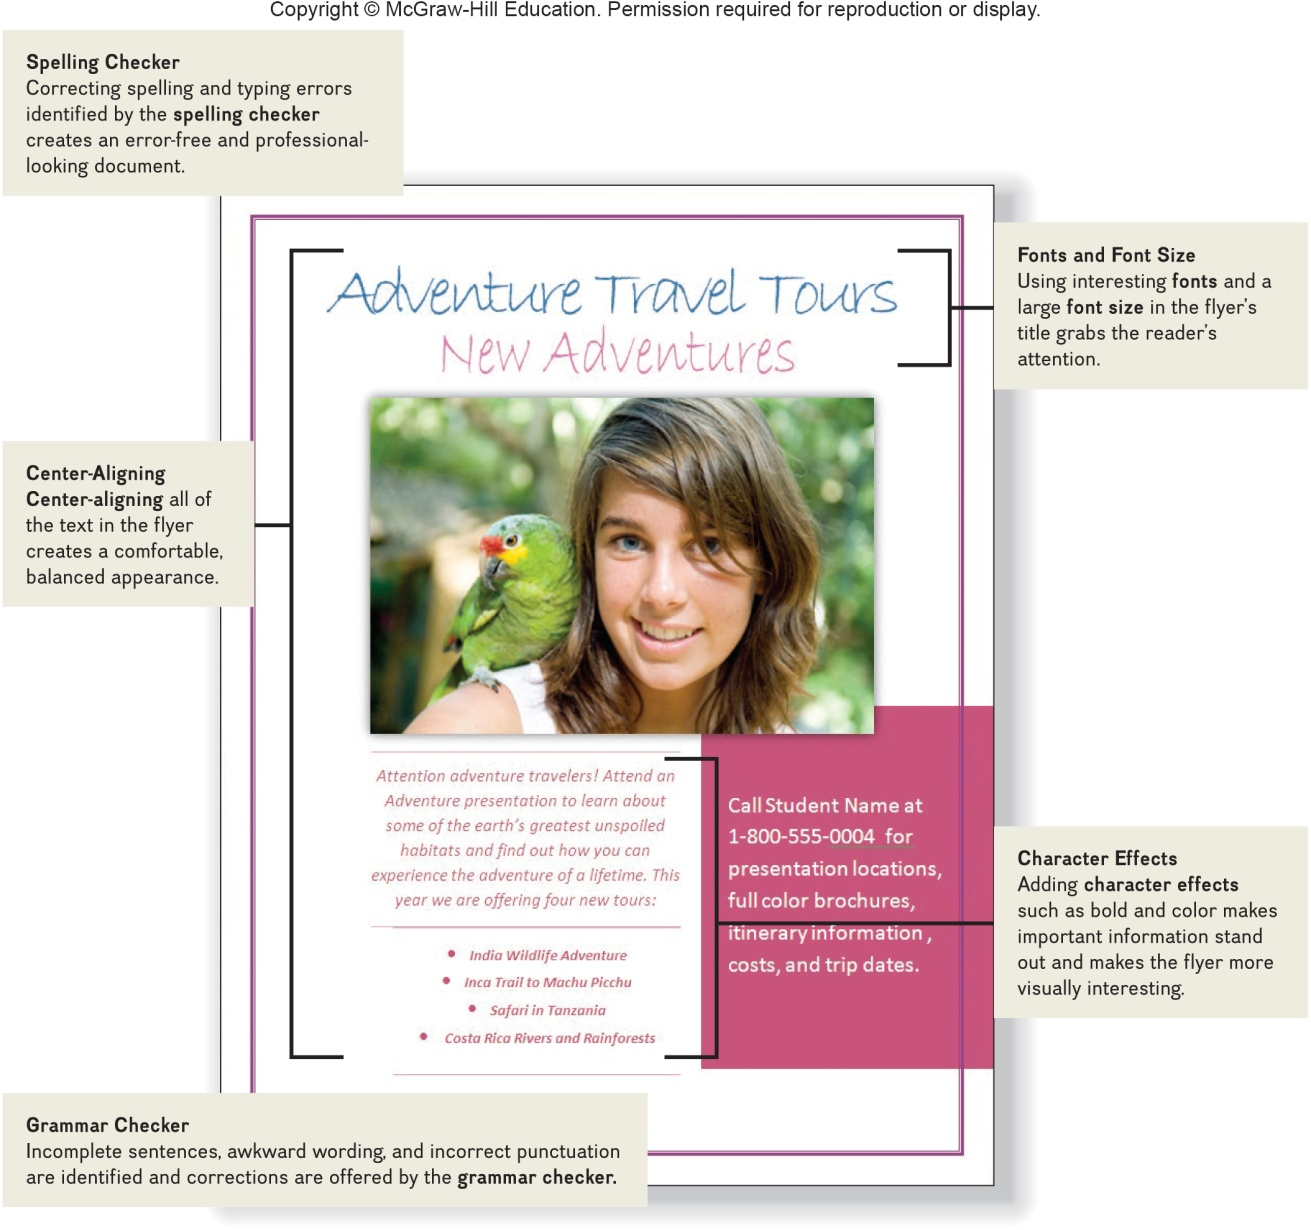 Copyright © McGraw-Hill Education. Permission required for reproduction or display.
Spelling Checker
Correcting spelling and typing errors
identified by the spelling checker
creates an error-free and professional-
looking document.
Fonts and Font Size
Using interesting fonts and a
large font size in the flyer's
title grabs the reader's
attention.
Adventure Travel Tours
New Adventures
Center-Aligning
Center-aligning all of
the text in the flyer
creates a comfortable,
balanced appearance.
Attention adventure travelers! Attend an
Adventure presentation to learn about
some of the earth's greatest unspoiled
habitats and find out how you can
experience the adventure of a lifetime. This
year we are offering four new tours:
• India Wildlife Adventure
• Inca Trail to Machu Picchu
• Safari in Tanzania
• Costa Rica Rivers and Rainforests
Call Student Name at
1-800-555-0004 for
presentation locations,
full color brochures,
itinerary information ,
costs, and trip dates.
Character Effects
Adding character effects
such as bold and color makes
important information stand
out and makes the flyer more
visually interesting.
Grammar Checker
Incomplete sentences, awkward wording, and incorrect punctuation
are identified and corrections are offered by the grammar checker.